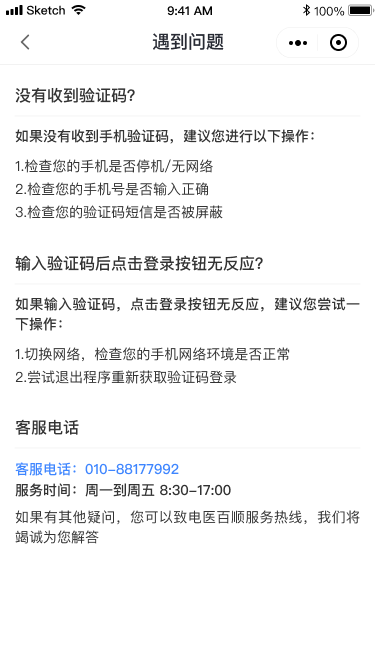 Sketch 9:41 AM 100%
遇到问题
没有收到验证码?
如果没有收到手机验证码，建议您进行以下操作：
1.检查您的手机是否停机/无网络
2.检查您的手机号是否输入正确
3.检查您的验证码短信是否被屏蔽
输入验证码后点击登录按钮无反应?
如果输入验证码，点击登录按钮无反应，建议您尝试一
下操作：
1.切换网络，检查您的手机网络环境是否正常
2.尝试退出程序重新获取验证码登录
客服电话
客服电话：010-88177992
服务时间：周一到周五 8:30-17:00
如果有其他疑问，您可以致电医百顺服务热线，我们将
竭诚为您解答